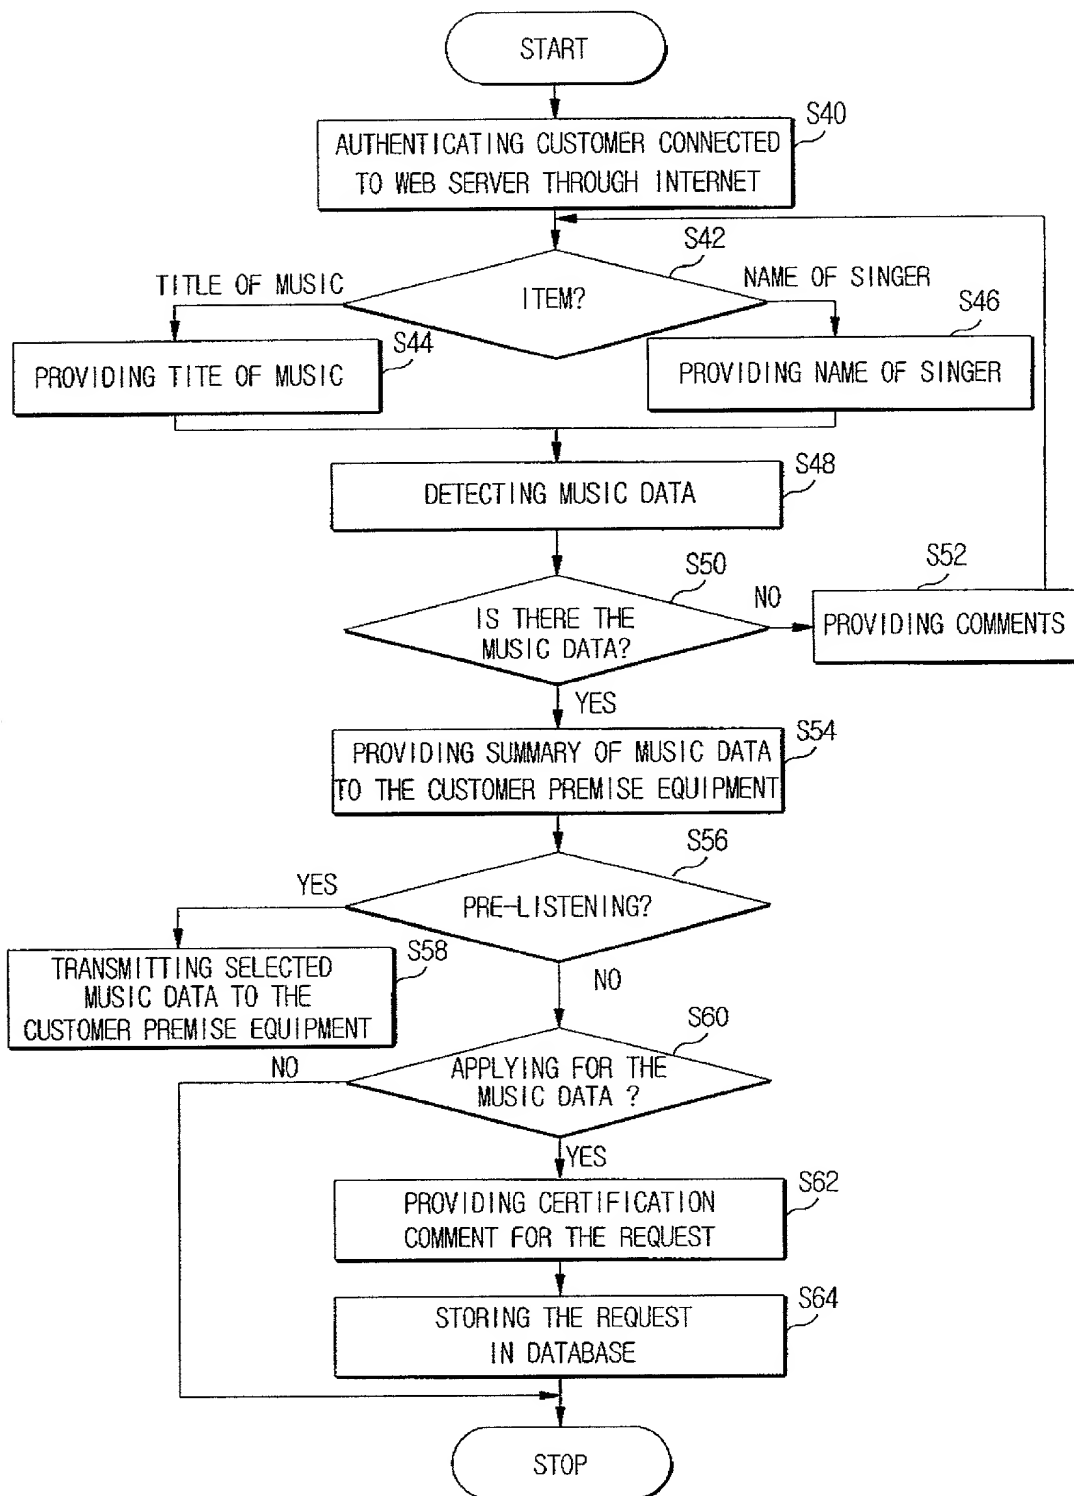 START
S40
AUTHENTICATING CUSTOMER CONNECTED
TO WEB SERVER THROUGH INTERNET
S42
TITLE OF MUSIC
ITEM?
NAME OF SINGER
S44
PROVIDING TITE OF MUSIC
S46
PROVIDING NAME OF SINGER
S48
DETECTING MUSIC DATA
S50
IS THERE THE
MUSIC DATA?
NO
S52
PROVIDING COMMENTS
YES
S54
PROVIDING SUMMARY OF MUSIC DATA
TO THE CUSTOMER PREMISE EQUIPMENT
S56
YES
PRE-LISTENING?
S58
TRANSMITTING SELECTED
MUSIC DATA TO THE
CUSTOMER PREMISE EQUIPMENT
NO
S60
NO
APPLYING FOR THE
MUSIC DATA ?
YES
S62
PROVIDING CERTIFICATION
COMMENT FOR THE REQUEST
S64
STORING THE REQUEST
IN DATABASE
STOP